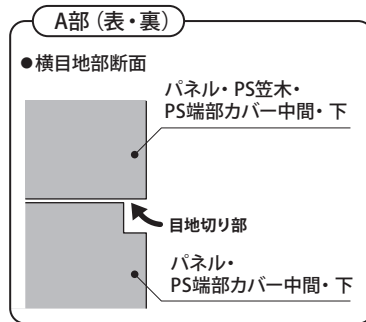 A部（表・裏）
●横目地部断面
パネル・PS笠木・
PS端部カバー中間・下
目地切り部
パネル・
PS端部カバー中間・下